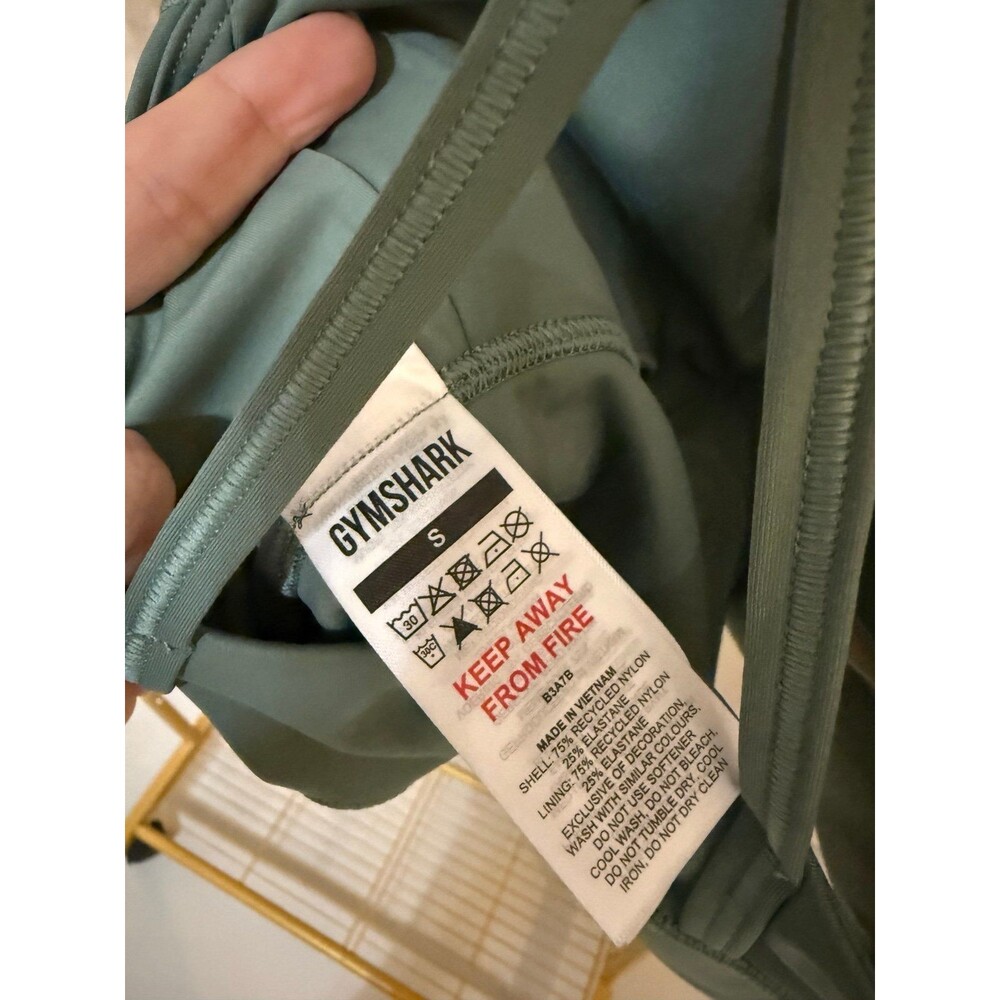 GYMSHARK
S
30
30C
KEEP AWAY
FROM FIRE
B3A7B
MADE IN VIETNAM
SHELL: 75% RECYCLED NYLON
25% ELASTANE
LINING: 75% RECYCLED NYLON
25% ELASTANE
EXCLUSIVE OF DECORATION.
WASH WITH SIMILAR COLOURS.
DO NOT USE SOFTENER
COOL WASH, DO NOT BLEACH.
DO NOT TUMBLE DRY, COOL
IRON, DO NOT DRY CLEAN